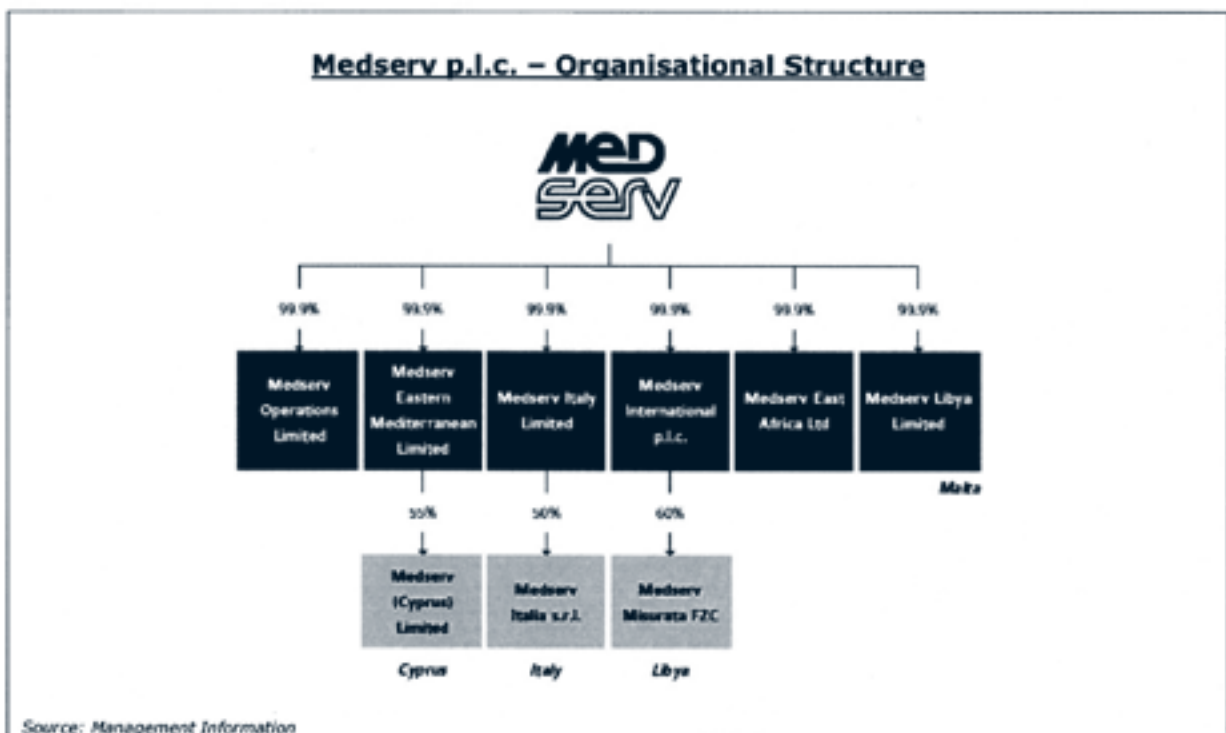 Medserv p.l.c. – Organisational Structure
MED
serv
99.9% 99.9% 99.9% 99.9% 99.9% 99.9%
Medserv
Operations
Limited
Medserv
Eastern
Mediterranean
Limited
Medserv Italy
Limited
Medserv
International
p.l.c.
Medserv East
Africa Ltd
Medserv Libya
Limited
Malta
55% 50% 60%
Medserv
(Cyprus)
Limited
Medserv
Italia s.r.l.
Medserv
Misurata FZC
Cyprus Italy Libya
Source: Management Information